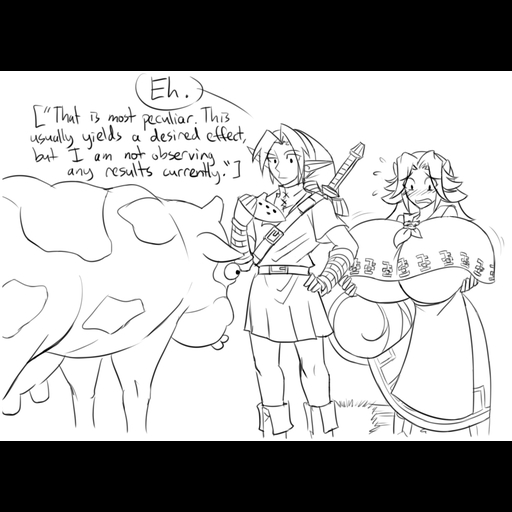 Eh.
["That is most peculiar. This
usually yields a desired effect,
but I am not observing
any results currently."]